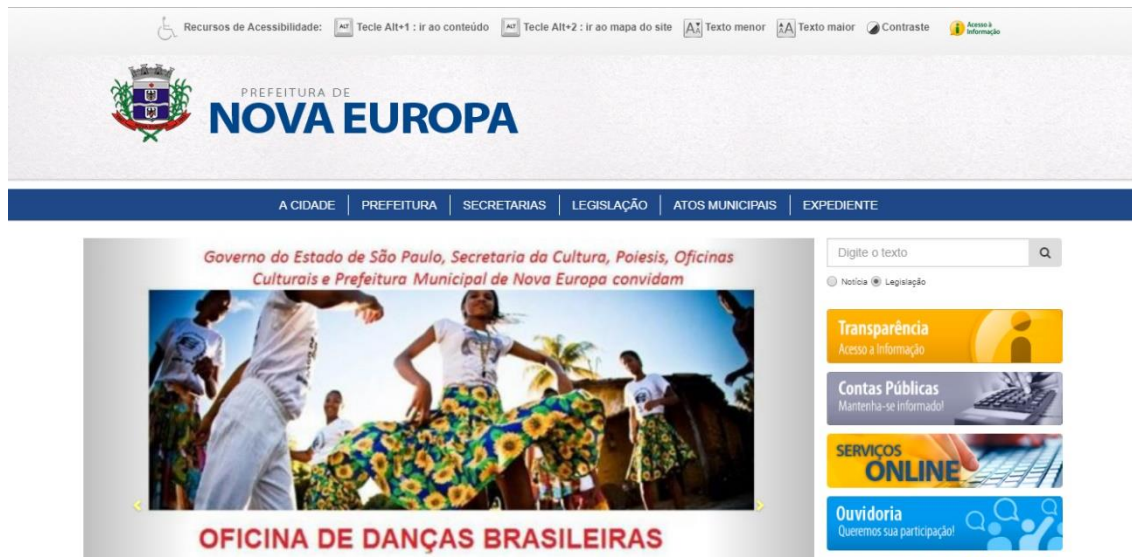 Recursos de Acessibilidade: ALT Tecle Alt+1 : ir ao conteúdo ALT Tecle Alt+2 : ir ao mapa do site A Texto menor A Texto maior Contraste Acesso à Informação
PREFEITURA DE
NOVA EUROPA
A CIDADE PREFEITURA SECRETARIAS LEGISLAÇÃO ATOS MUNICIPAIS EXPEDIENTE
Governo do Estado de São Paulo, Secretaria da Cultura, Poiesis, Oficinas
Culturais e Prefeitura Municipal de Nova Europa convidam
OFICINA DE DANÇAS BRASILEIRAS
Digite o texto
Notícia Legislação
Transparência
Acesso a Informação
Contas Públicas
Mantenha-se informado!
SERVIÇOS
ONLINE
Ouvidoria
Queremos sua participação!